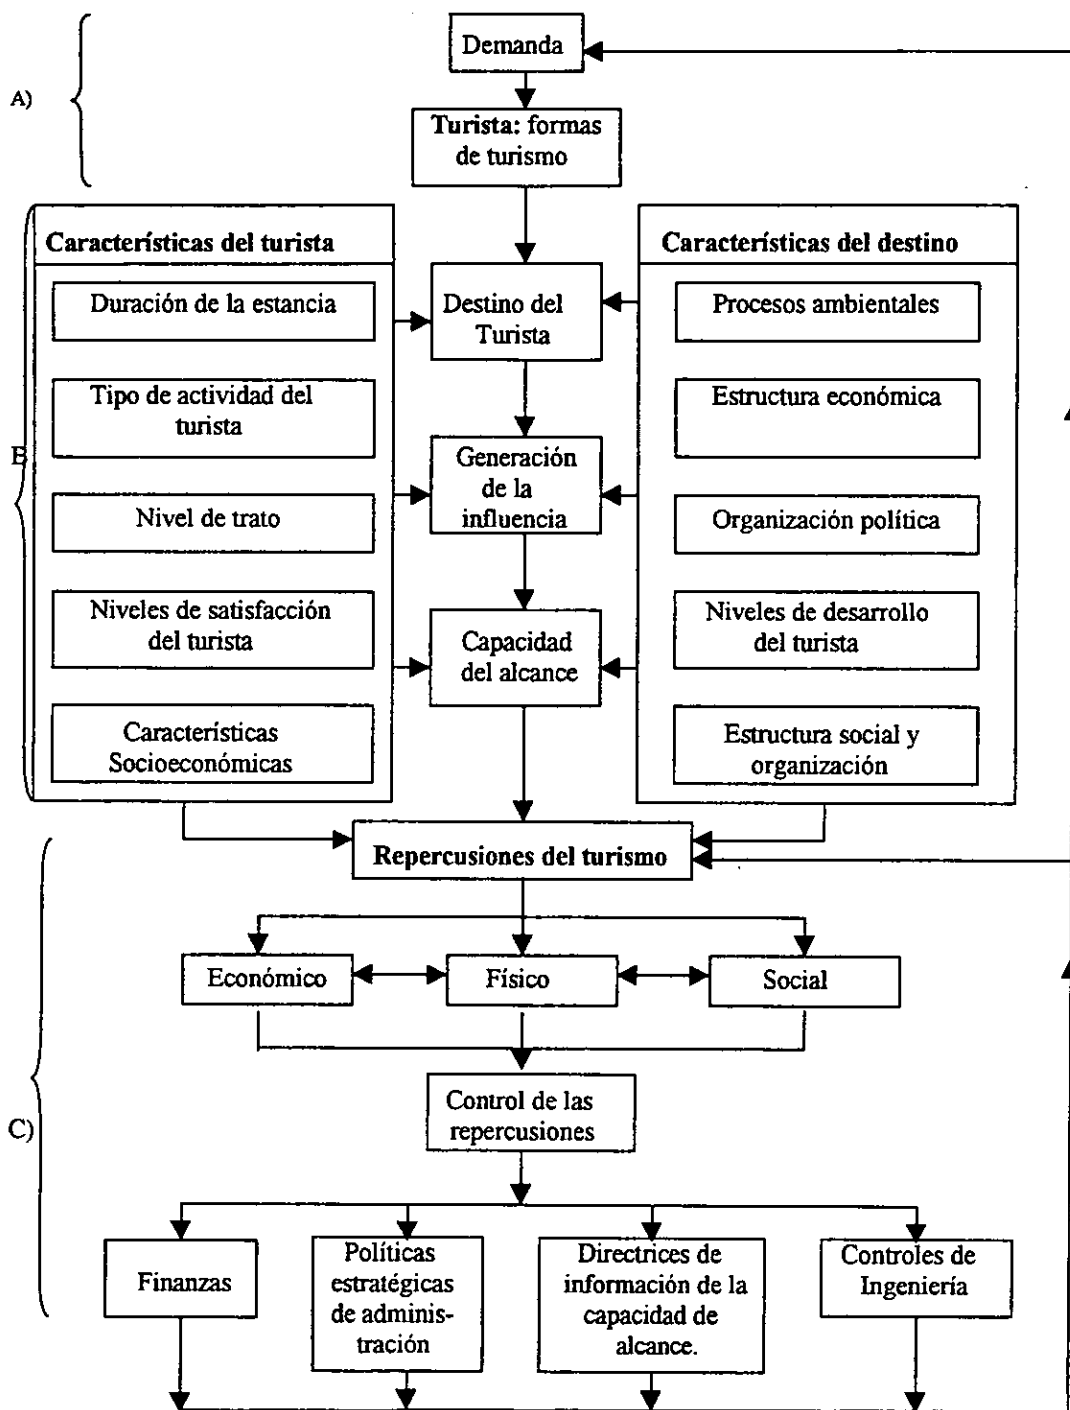 Demanda
A)
Turista: formas
de turismo
Características del turista
Características del destino
Duración de la estancia
Destino del
Turista
Procesos ambientales
Tipo de actividad del
turista
Estructura económica
B
Generación
de la
influencia
Nivel de trato
Organización política
Niveles de satisfacción
del turista
Capacidad
del alcance
Niveles de desarrollo
del turista
Características
Socioeconómicas
Estructura social y
organización
Repercusiones del turismo
Económico
Físico
Social
C)
Control de las
repercusiones
Finanzas
Políticas
estratégicas
de adminis-
tración
Directrices de
información de la
capacidad de
alcance.
Controles de
Ingeniería